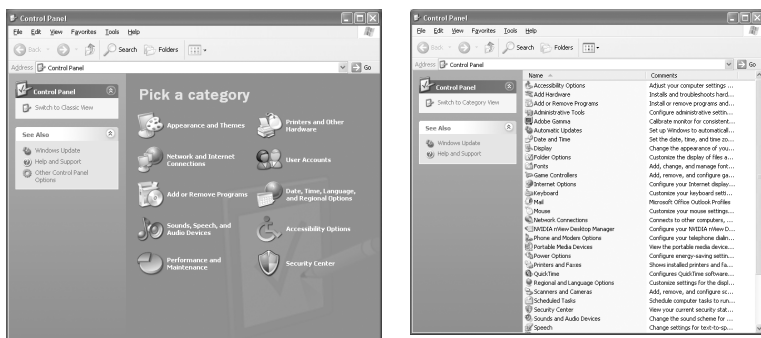 Control Panel
File Edit View Favorites Tools Help
Back Search Folders
Address Control Panel Go
Control Panel
Switch to Classic View
See Also
Windows Update
Help and Support
Other Control Panel
Options
Pick a category
Appearance and Themes
Printers and Other
Hardware
Network and Internet
Connections
User Accounts
Add or Remove Programs
Date, Time, Language,
and Regional Options
Sounds, Speech, and
Audio Devices
Accessibility Options
Performance and
Maintenance
Security Center
Control Panel
File Edit View Favorites Tools Help
Back Search Folders
Address Control Panel Go
Control Panel
Switch to Category View
See Also
Windows Update
Help and Support
Name Comments
Accessibility Options Adjust your computer settings ...
Add Hardware Installs and troubleshoots hard...
Add or Remove Programs Install or remove programs and...
Administrative Tools Configure administrative settin...
Adobe Gamma Calibrate monitor for consistent...
Automatic Updates Set up Windows to automaticall...
Date and Time Set the date, time, and time zo...
Display Change the appearance of you...
Folder Options Customize the display of files a...
Fonts Add, change, and manage font...
Game Controllers Add, remove, and configure ga...
Internet Options Configure your Internet display...
Keyboard Customize your keyboard setti...
Mail Microsoft Office Outlook Profiles
Mouse Customize your mouse settings...
Network Connections Connects to other computers, ...
NVIDIA nView Desktop Manager Configure your NVIDIA nView D...
Phone and Modem Options Configure your telephone dialin...
Portable Media Devices View the portable media device...
Power Options Configure energy-saving settin...
Printers and Faxes Shows installed printers and fa...
QuickTime Configures QuickTime software...
Regional and Language Options Customize settings for the displ...
Scanners and Cameras Add, remove, and configure sc...
Scheduled Tasks Schedule computer tasks to run...
Security Center View your current security stat...
Sounds and Audio Devices Change the sound scheme for ...
Speech Change settings for text-to-sp...